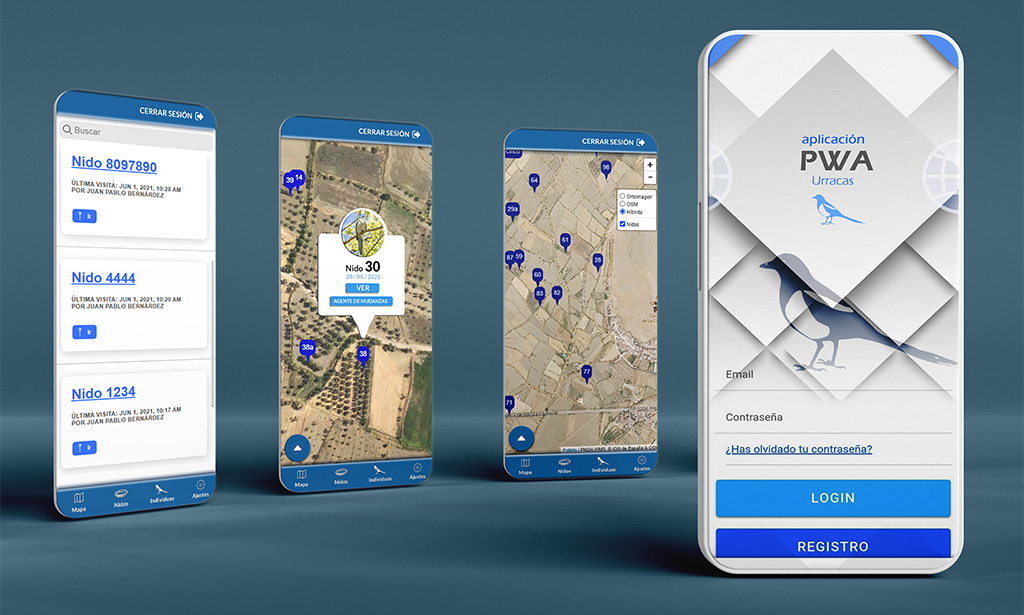 CERRAR SESIÓN
Buscar
Nido 8097890
ÚLTIMA VISITA: JUN 1, 2021, 10:28 AM
POR JUAN PABLO BERNÁRDEZ
Ir
Nido 4444
ÚLTIMA VISITA: JUN 1, 2021, 10:20 AM
POR JUAN PABLO BERNÁRDEZ
Ir
Nido 1234
ÚLTIMA VISITA: JUN 1, 2021, 10:17 AM
POR JUAN PABLO BERNÁRDEZ
Ir
Mapa
Nidos
Individuos
Ajustes
CERRAR SESIÓN
39
14
Nido 30
28 / 05 / 2021
VER
AGENTE DE MUDANZAS
38a
38
Mapa
Nidos
Individuos
Ajustes
CERRAR SESIÓN
Cinco
98
+
-
64
Ortoimagen
OSM
Híbrida
Nidos
29a
61
87
59
28
60
83
82
77
71
Mapa
Nidos
Individuos
Ajustes
aplicación
PWA
Urracas
Email
Contraseña
¿Has olvidado tu contraseña?
LOGIN
REGISTRO